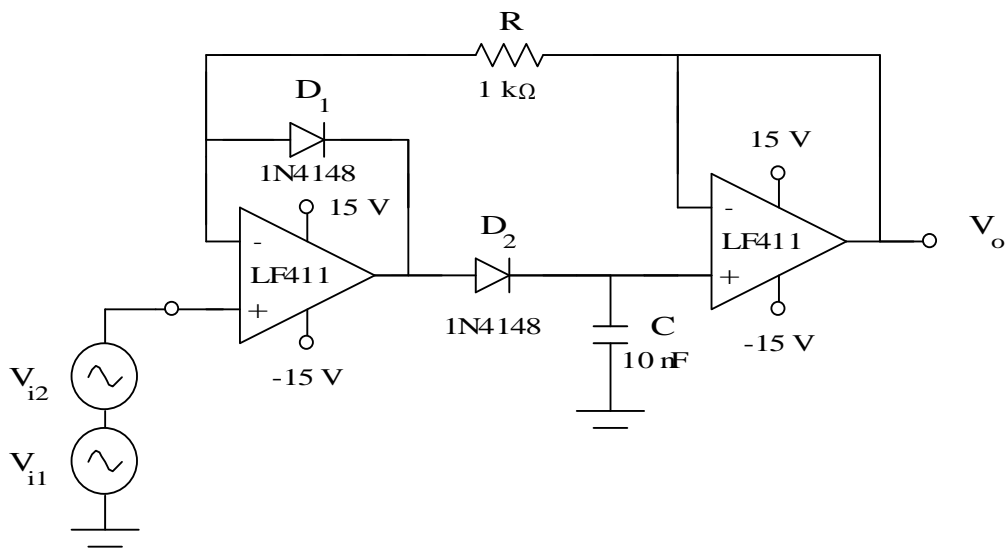 R
1 kΩ
D1
1N4148
15 V
-
LF411
+
-15 V
D2
1N4148
15 V
-
LF411
+
-15 V
Vo
C
10 nF
Vi2
Vi1